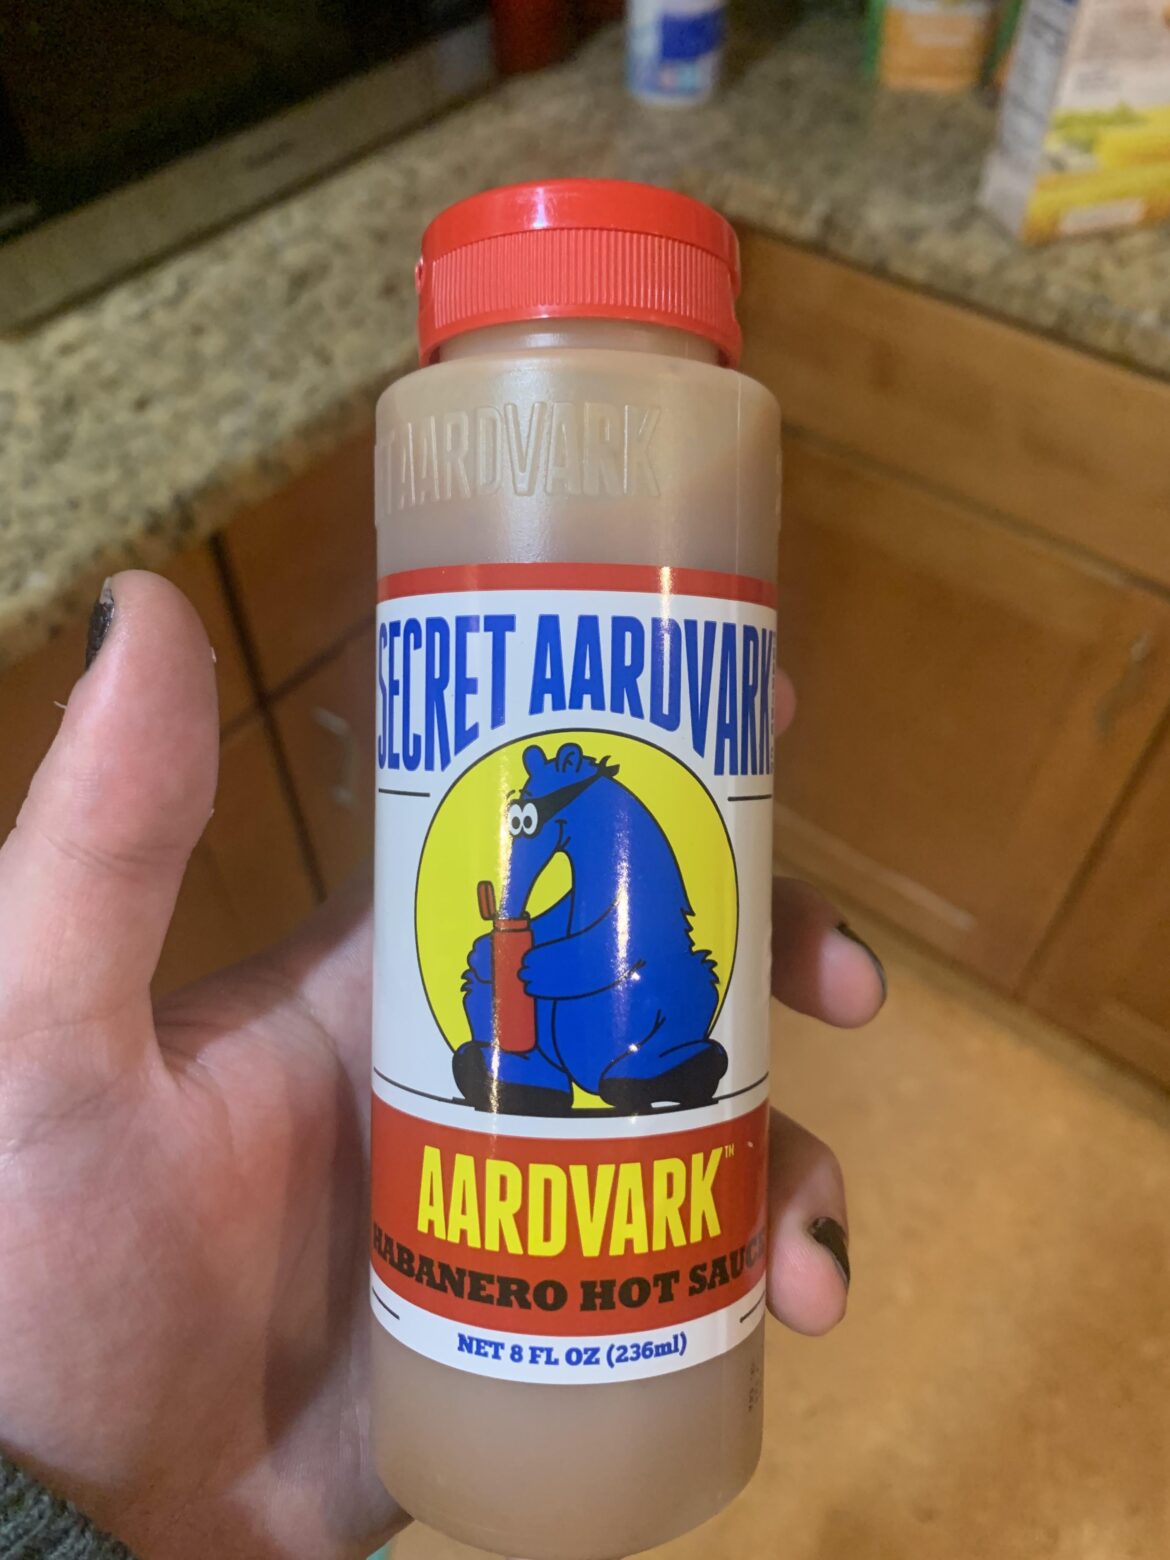 T AARDVARK
SECRET AARDVARK
AARDVARK™
HABANERO HOT SAUCE
NET 8 FL OZ (236ml)